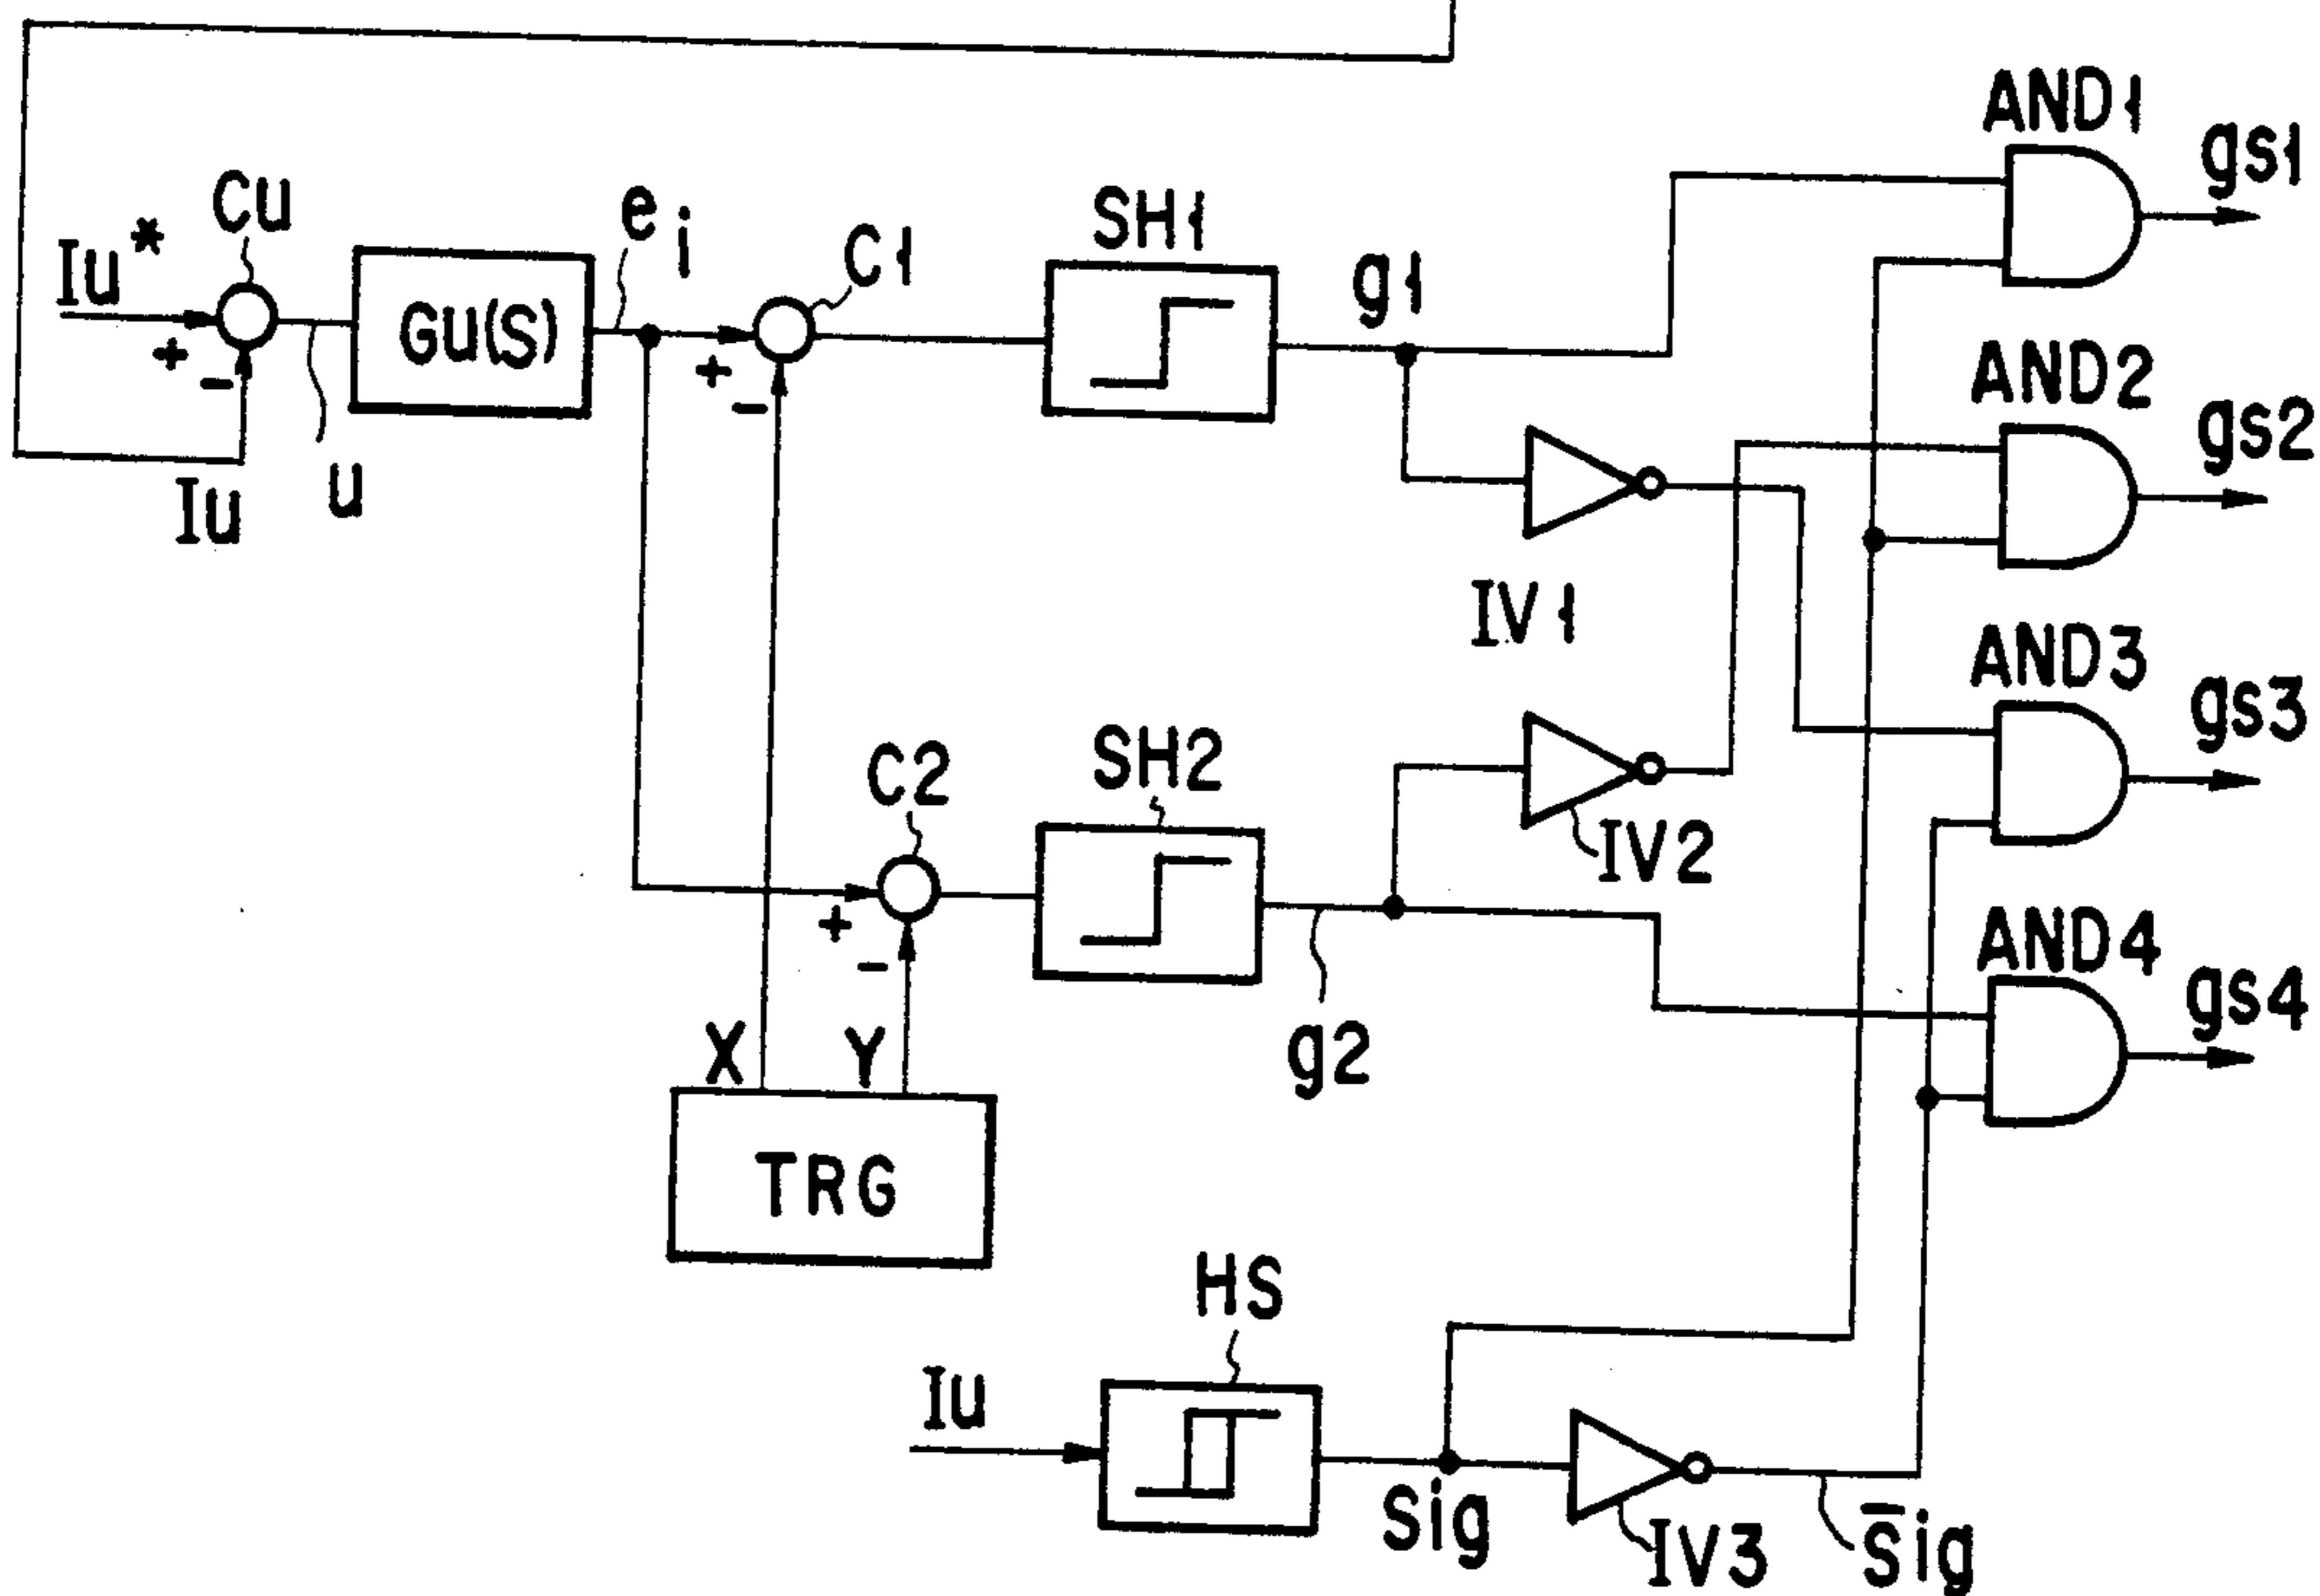 AND1
gs1
Cu
Iu*
ei
C1
SH1
g1
+
-
GU(S)
+
-
Iu
u
AND2
gs2
IV1
AND3
gs3
C2
SH2
IV2
+
-
AND4
gs4
X
Y
g2
TRG
HS
Iu
Sig
IV3
S̅ig